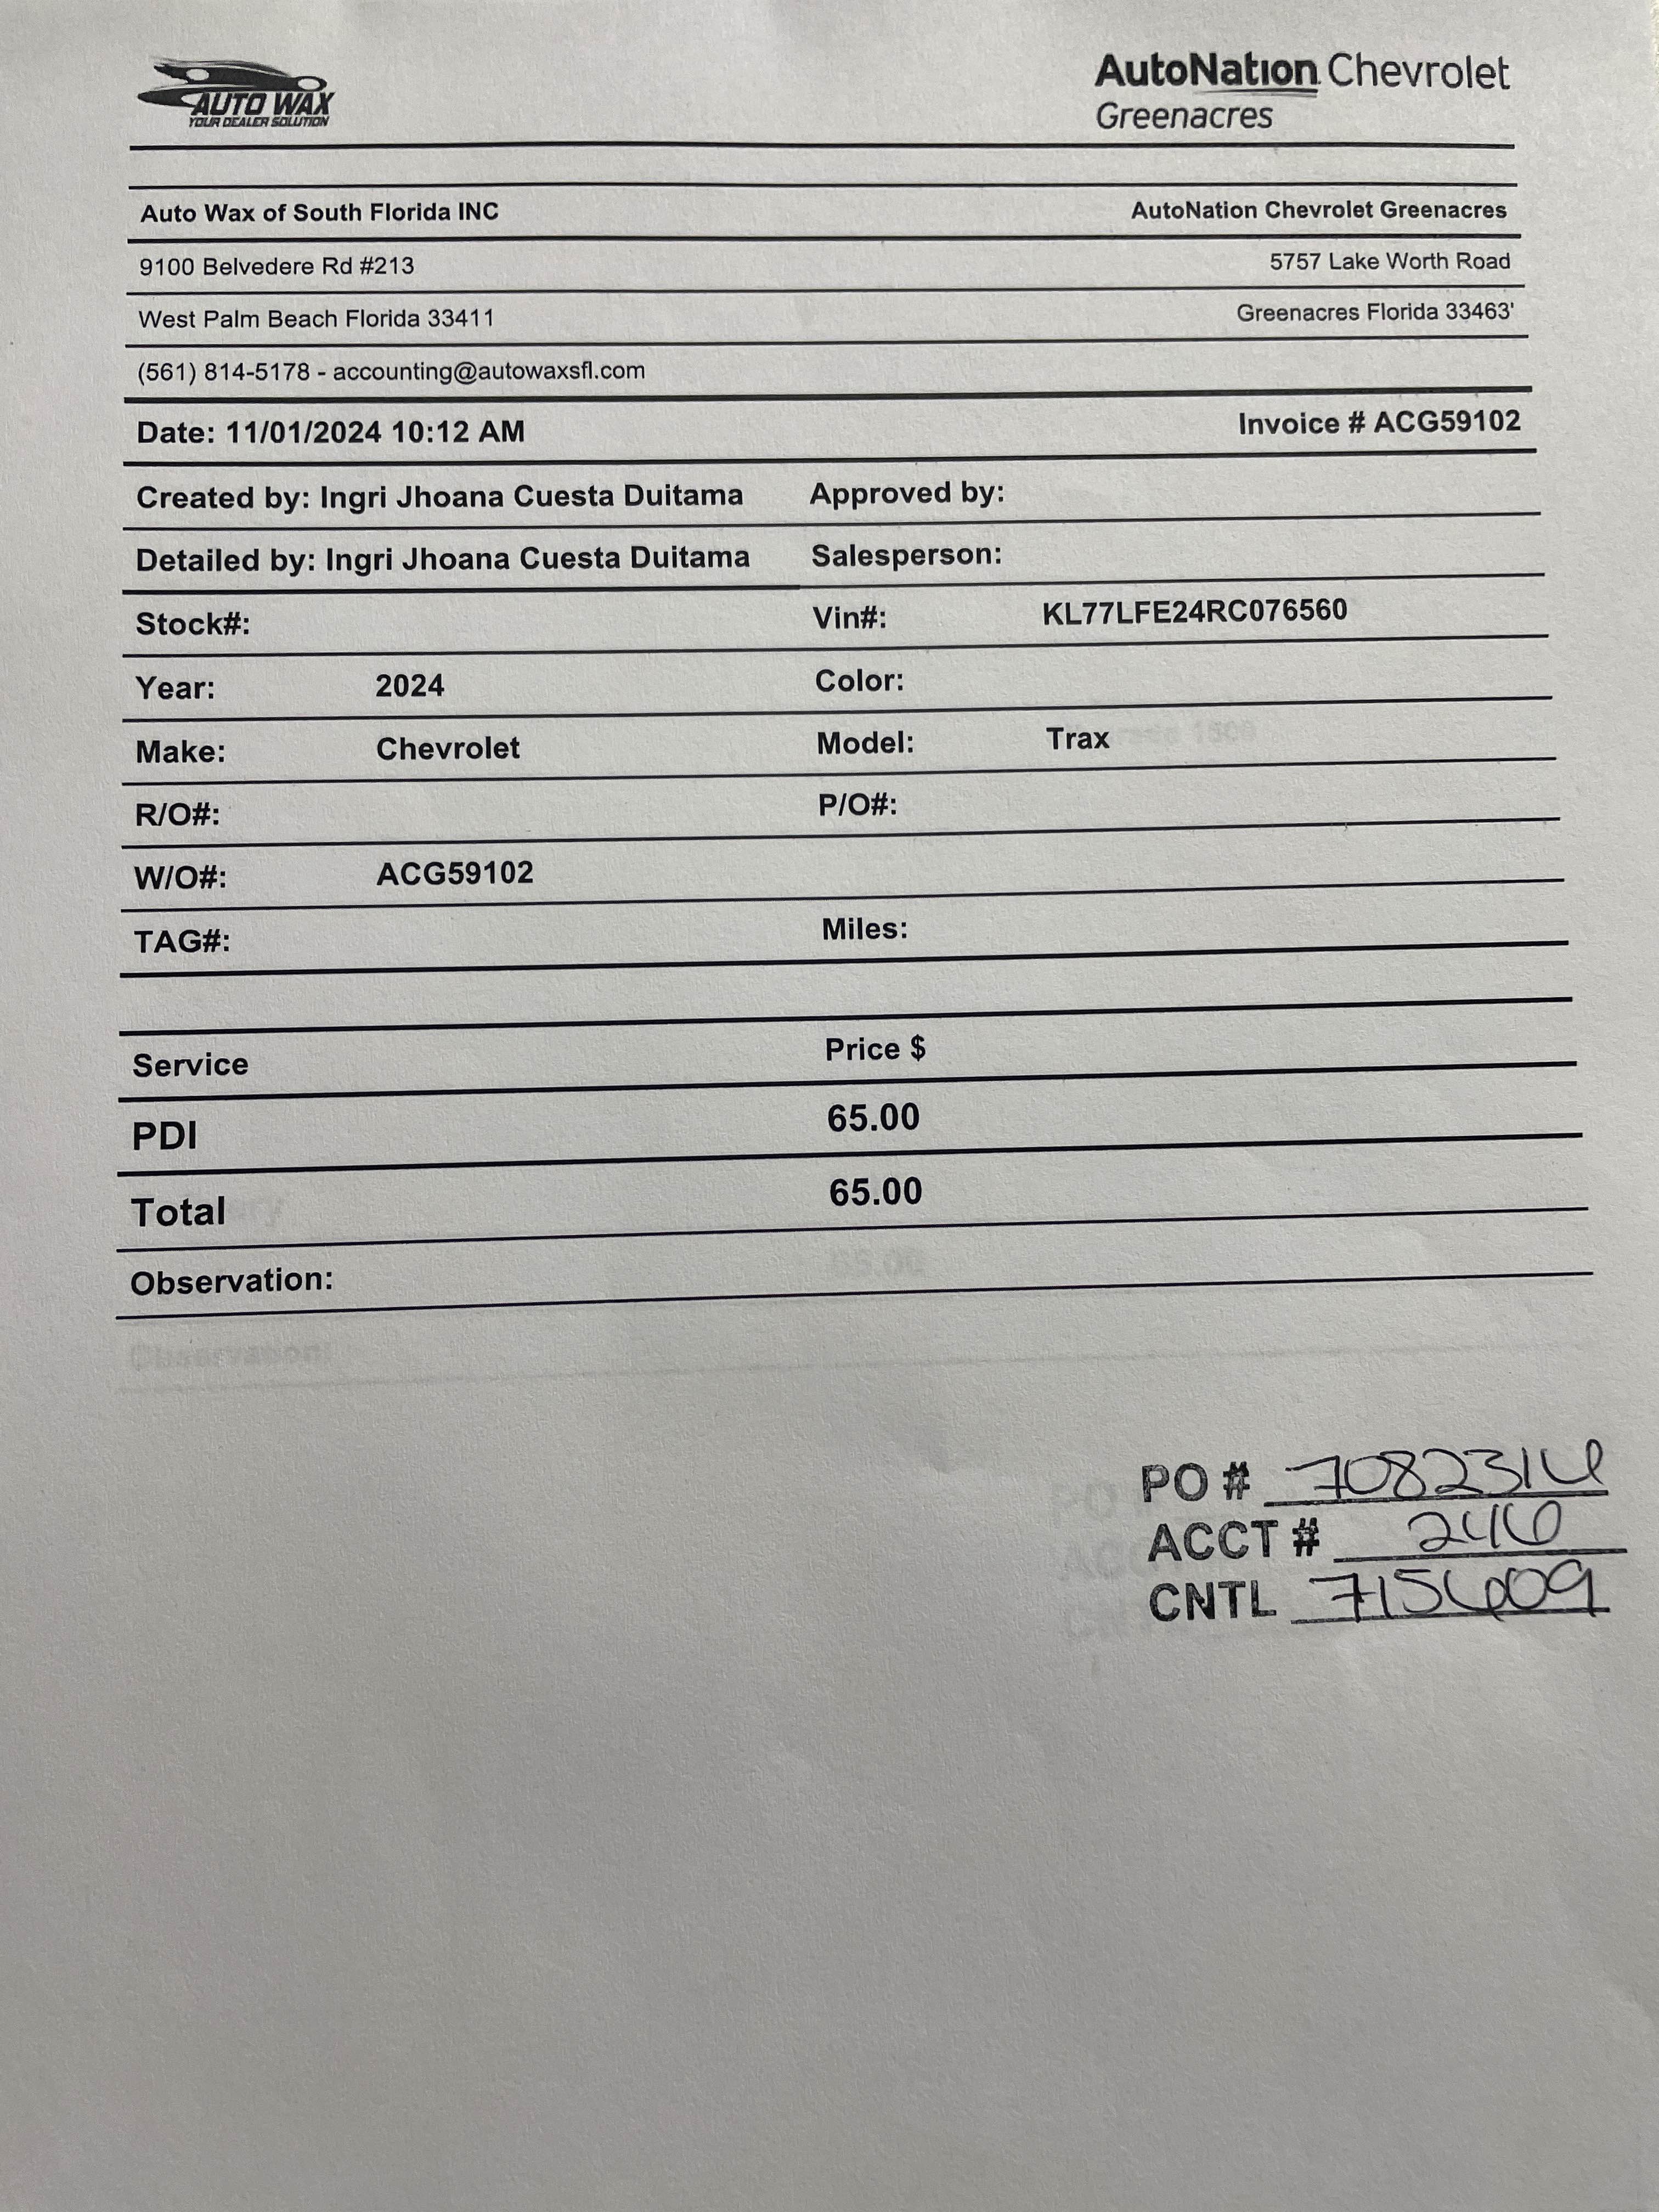 AUTO WAX
YOUR DEALER SOLUTION
AutoNation Chevrolet
Greenacres
Auto Wax of South Florida INC AutoNation Chevrolet Greenacres
9100 Belvedere Rd #213 5757 Lake Worth Road
West Palm Beach Florida 33411 Greenacres Florida 33463'
(561) 814-5178 - accounting@autowaxsfl.com
Date: 11/01/2024 10:12 AM Invoice # ACG59102
Created by: Ingri Jhoana Cuesta Duitama Approved by:
Detailed by: Ingri Jhoana Cuesta Duitama Salesperson:
Stock#: Vin#: KL77LFE24RC076560
Year: 2024 Color:
Make: Chevrolet Model: Trax
R/O#: P/O#:
W/O#: ACG59102
TAG#: Miles:
Service Price $
PDI 65.00
Total 65.00
Observation:
PO #
ACCT #
CNTL